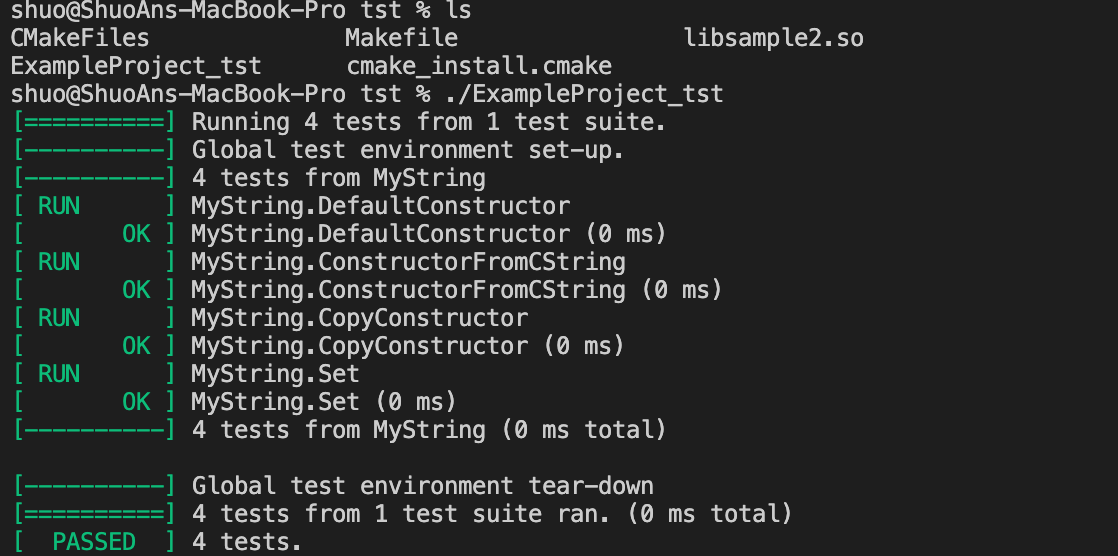 shuo@ShuoAns-MacBook-Pro tst % ls
CMakeFiles Makefile libsample2.so
ExampleProject_tst cmake_install.cmake
shuo@ShuoAns-MacBook-Pro tst % ./ExampleProject_tst
[==========] Running 4 tests from 1 test suite.
[----------] Global test environment set-up.
[----------] 4 tests from MyString
[ RUN      ] MyString.DefaultConstructor
[       OK ] MyString.DefaultConstructor (0 ms)
[ RUN      ] MyString.ConstructorFromCString
[       OK ] MyString.ConstructorFromCString (0 ms)
[ RUN      ] MyString.CopyConstructor
[       OK ] MyString.CopyConstructor (0 ms)
[ RUN      ] MyString.Set
[       OK ] MyString.Set (0 ms)
[----------] 4 tests from MyString (0 ms total)
[----------] Global test environment tear-down
[==========] 4 tests from 1 test suite ran. (0 ms total)
[  PASSED  ] 4 tests.